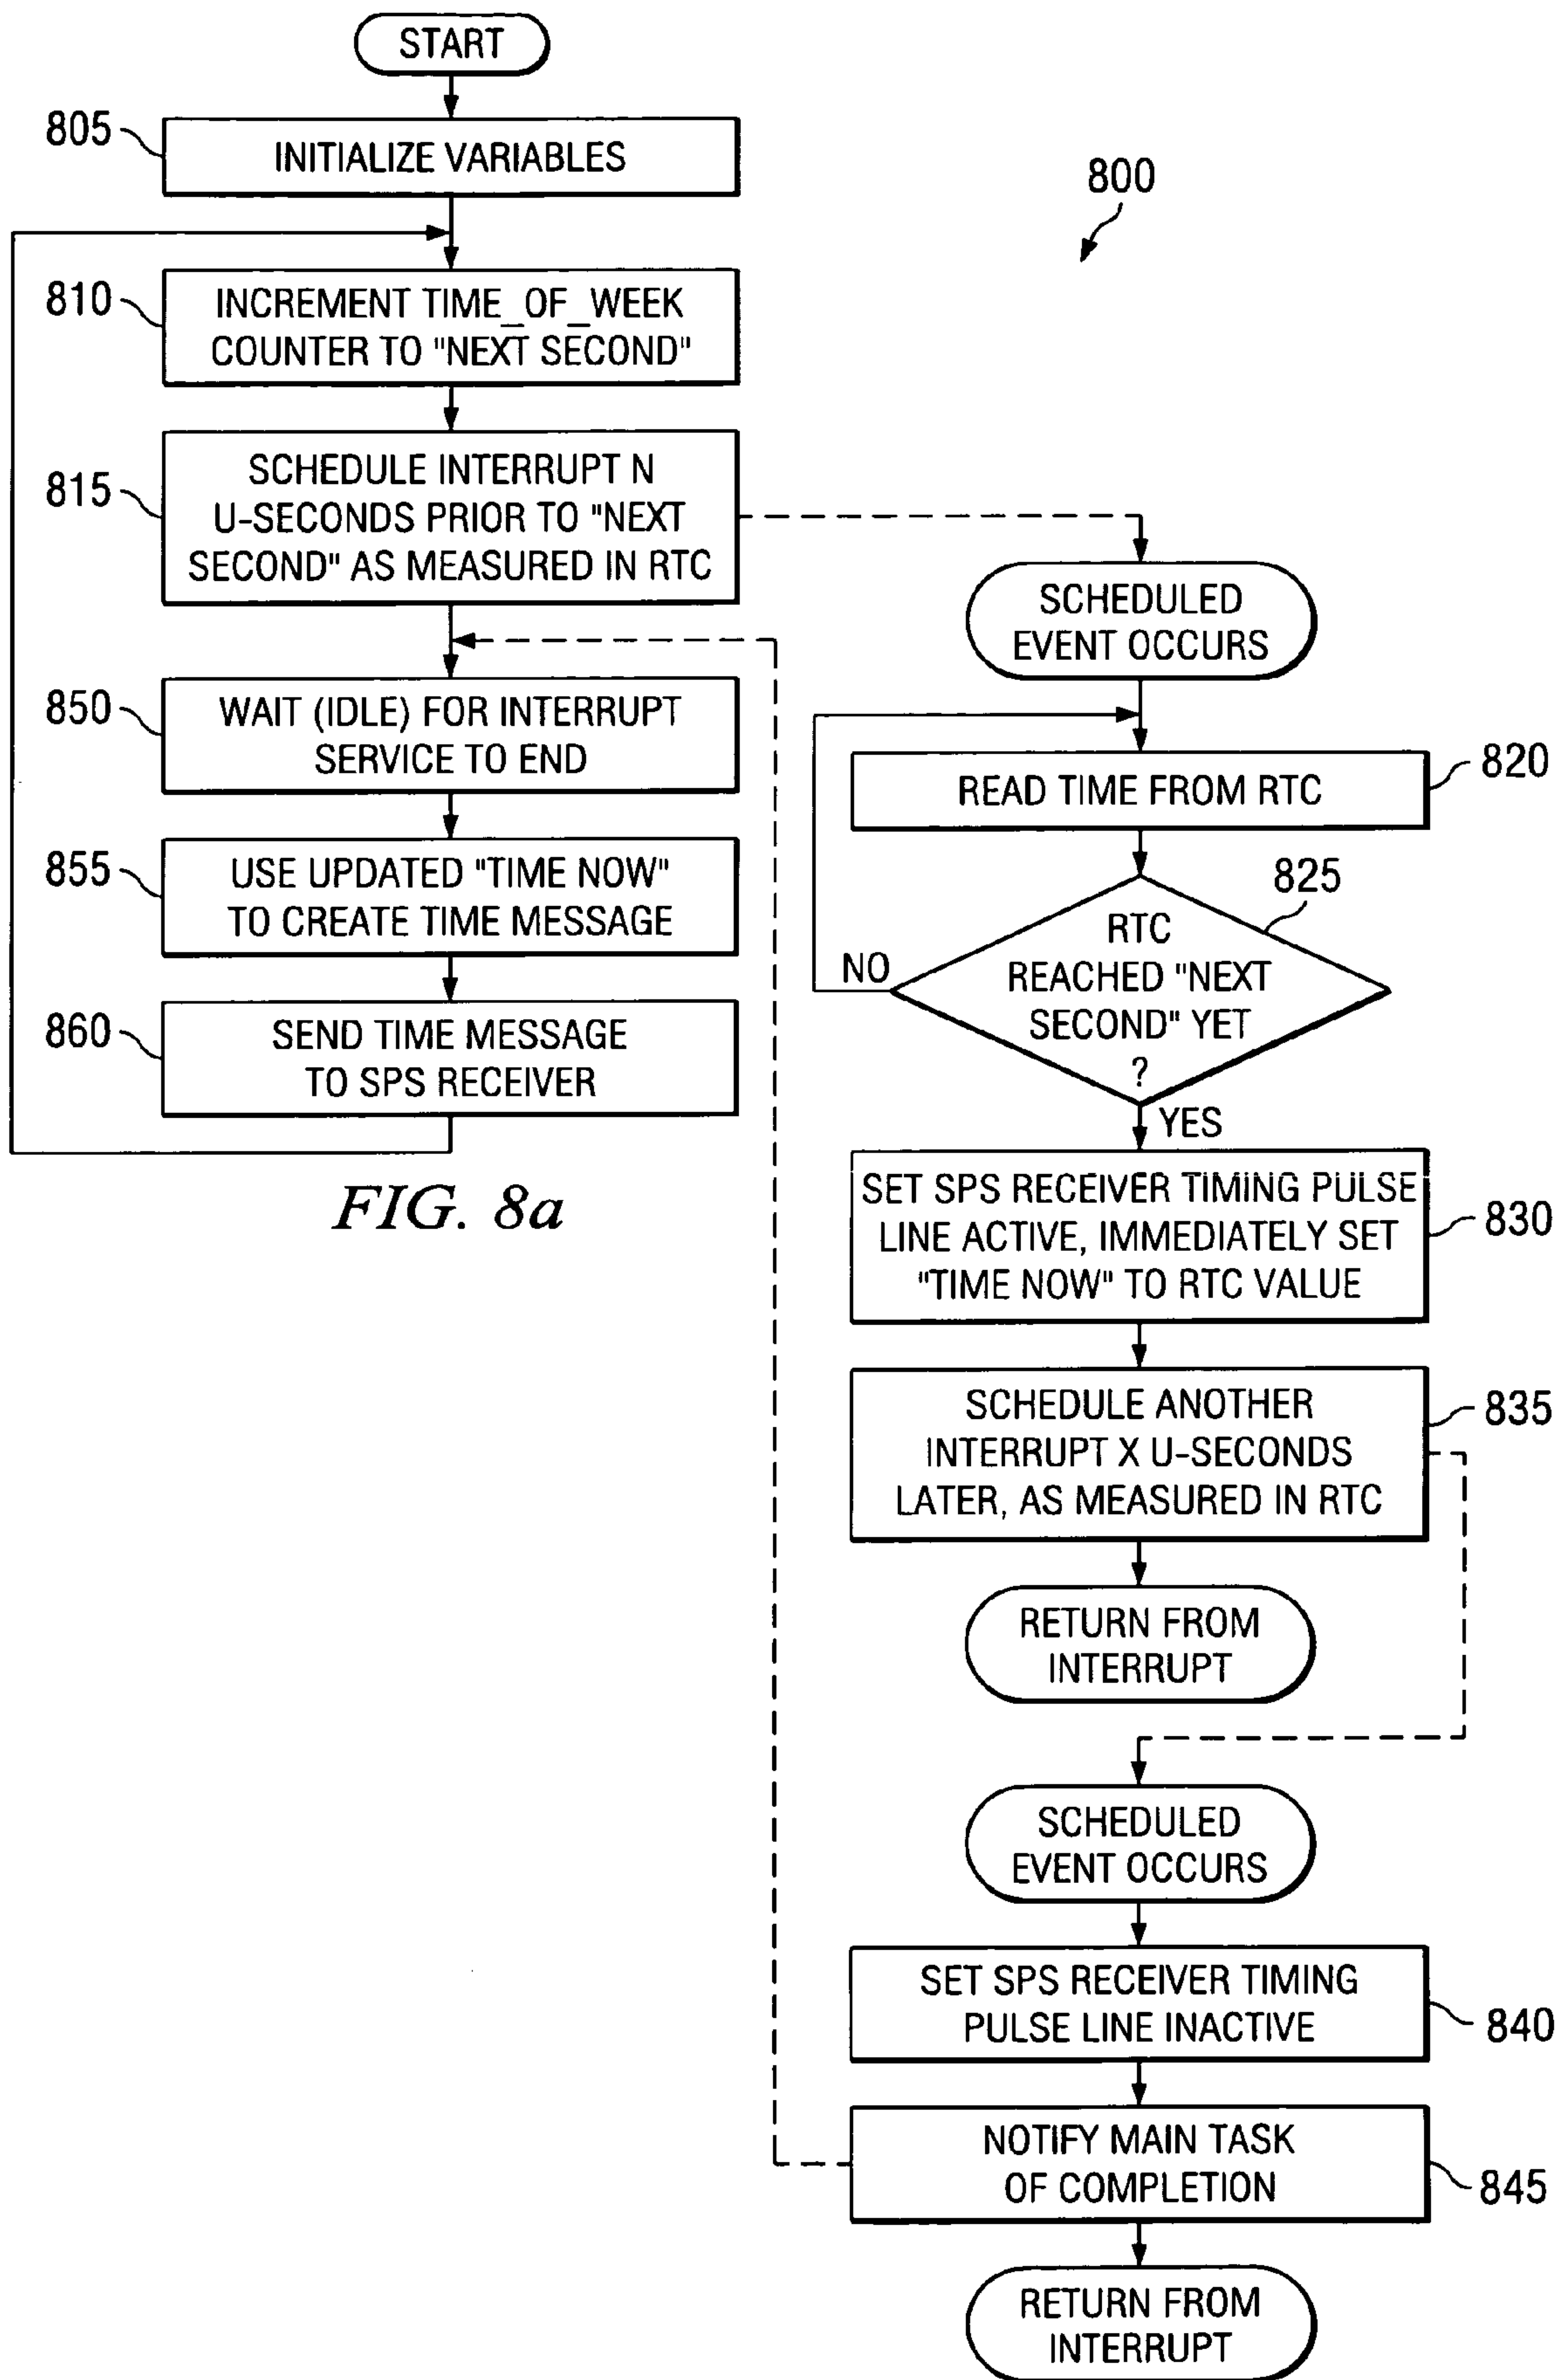 START
805
INITIALIZE VARIABLES
800
810
INCREMENT TIME_OF_WEEK
COUNTER TO "NEXT SECOND"
815
SCHEDULE INTERRUPT N
U-SECONDS PRIOR TO "NEXT
SECOND" AS MEASURED IN RTC
850
WAIT (IDLE) FOR INTERRUPT
SERVICE TO END
855
USE UPDATED "TIME NOW"
TO CREATE TIME MESSAGE
860
SEND TIME MESSAGE
TO SPS RECEIVER
FIG. 8a
SCHEDULED
EVENT OCCURS
READ TIME FROM RTC
820
825
RTC
REACHED "NEXT
SECOND" YET
?
NO
YES
SET SPS RECEIVER TIMING PULSE
LINE ACTIVE, IMMEDIATELY SET
"TIME NOW" TO RTC VALUE
830
SCHEDULE ANOTHER
INTERRUPT X U-SECONDS
LATER, AS MEASURED IN RTC
835
RETURN FROM
INTERRUPT
SCHEDULED
EVENT OCCURS
SET SPS RECEIVER TIMING
PULSE LINE INACTIVE
840
NOTIFY MAIN TASK
OF COMPLETION
845
RETURN FROM
INTERRUPT